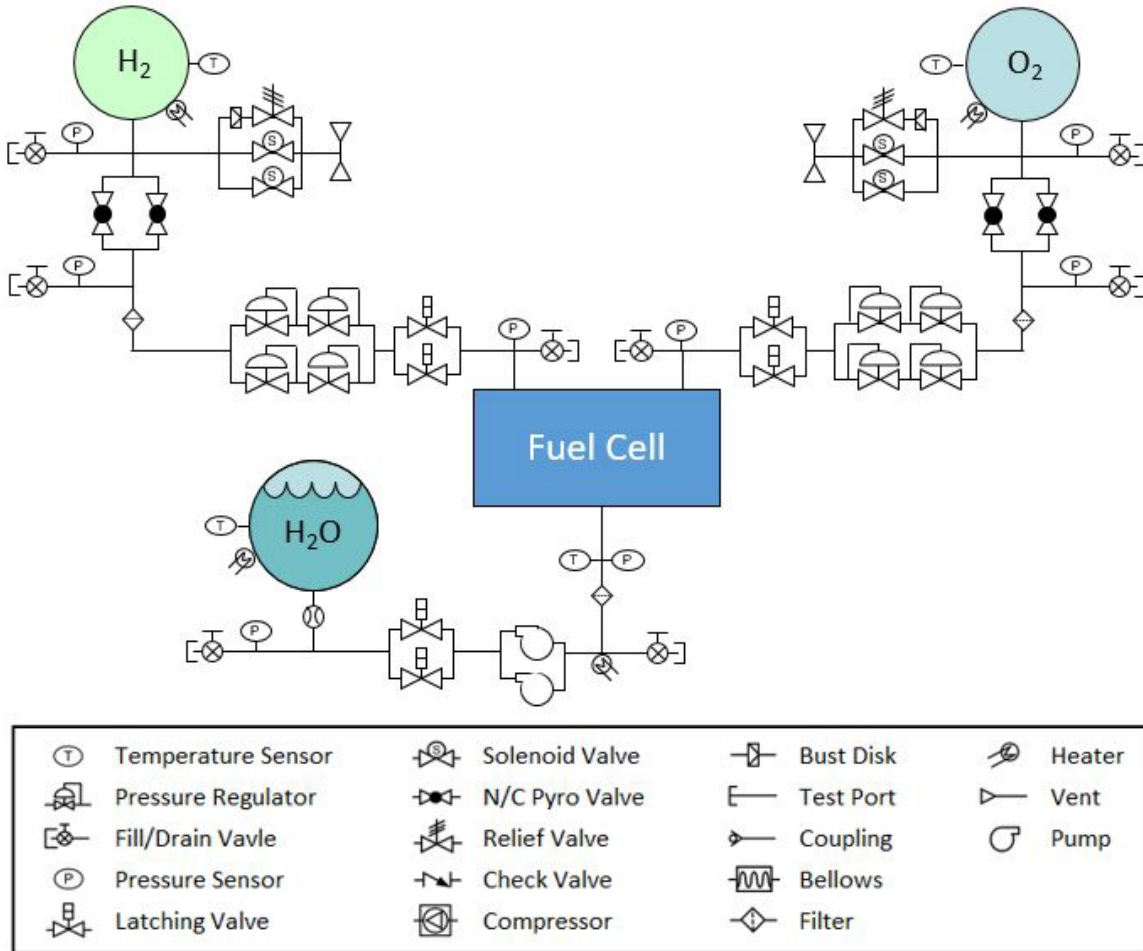 H₂ T T O₂
P S S P
S S
P P
P P
Fuel Cell
T H₂O
T P
P
T Temperature Sensor
S Solenoid Valve
Bust Disk
Heater
Pressure Regulator
N/C Pyro Valve
Test Port
Vent
Fill/Drain Vavle
Relief Valve
Coupling
Pump
P Pressure Sensor
Check Valve
Bellows
Latching Valve
Compressor
Filter